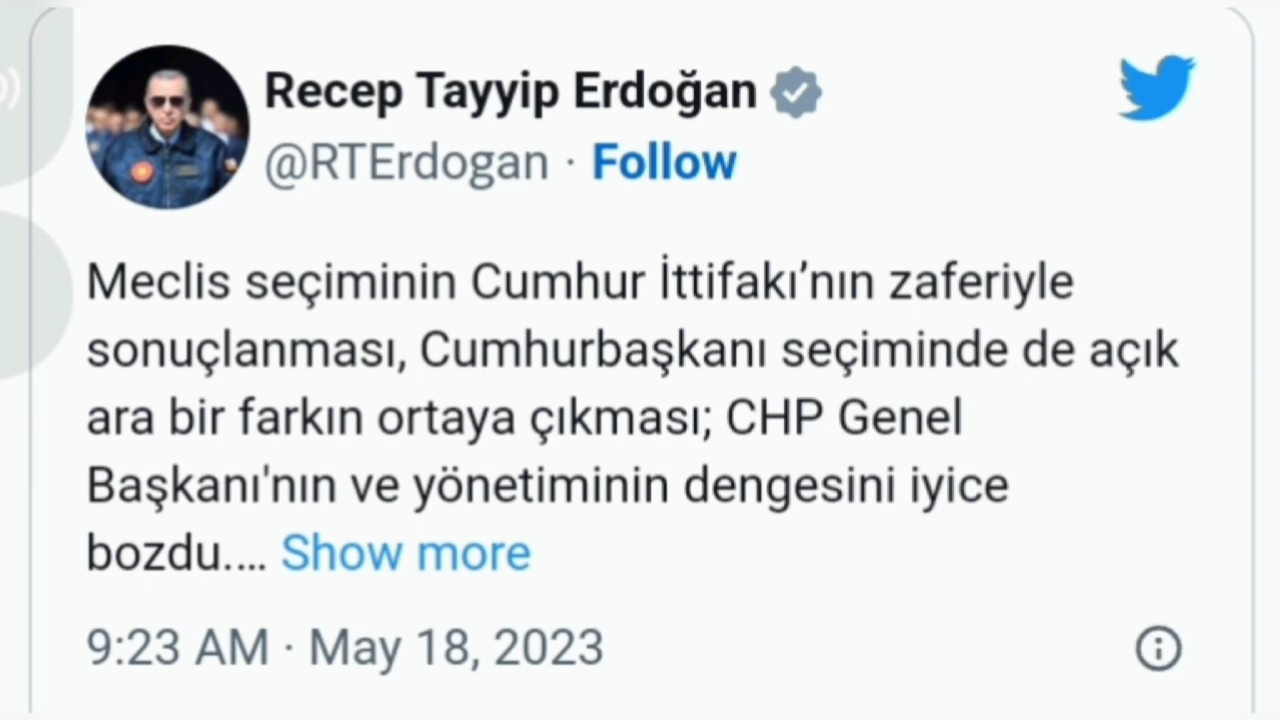 Recep Tayyip Erdoğan
@RTErdogan · Follow
Meclis seçiminin Cumhur İttifakı’nın zaferiyle
sonuçlanması, Cumhurbaşkanı seçiminde de açık
ara bir farkın ortaya çıkması; CHP Genel
Başkanı'nın ve yönetiminin dengesini iyice
bozdu.... Show more
9:23 AM · May 18, 2023